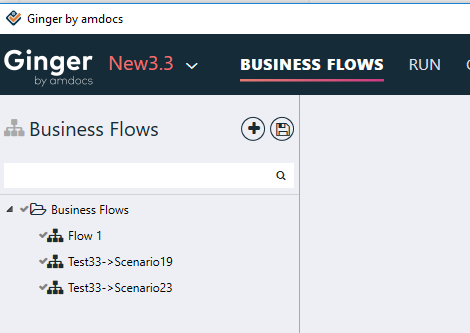 Ginger by amdocs
Ginger
by amdocs
New3.3
BUSINESS FLOWS
RUN
Business Flows
Business Flows
Flow 1
Test33->Scenario19
Test33->Scenario23